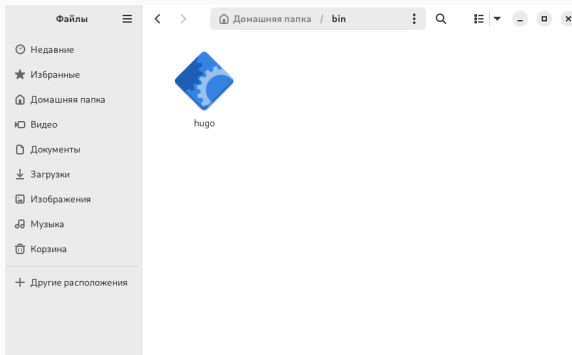 Файлы
Домашняя папка / bin
Недавние
Избранные
Домашняя папка
Видео
Документы
Загрузки
Изображения
Музыка
Корзина
Другие расположения
hugo